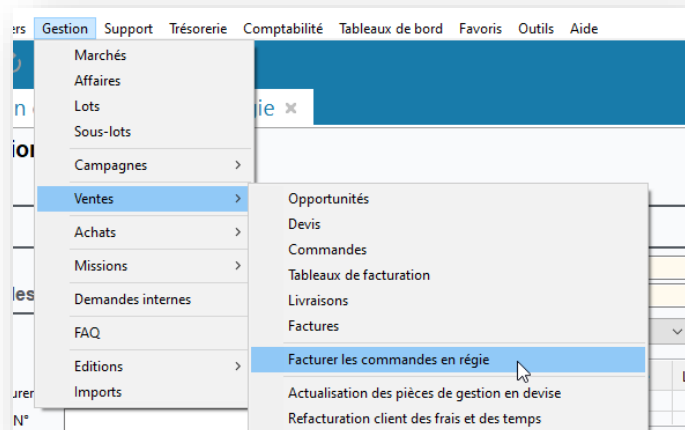 ers Gestion Support Trésorerie Comptabilité Tableaux de bord Favoris Outils Aide
Marchés
Affaires
Lots
Sous-lots
Campagnes
Ventes
Achats
Missions
Demandes internes
FAQ
Editions
Imports
Opportunités
Devis
Commandes
Tableaux de facturation
Livraisons
Factures
Facturer les commandes en régie
Actualisation des pièces de gestion en devise
Refacturation client des frais et des temps
N°